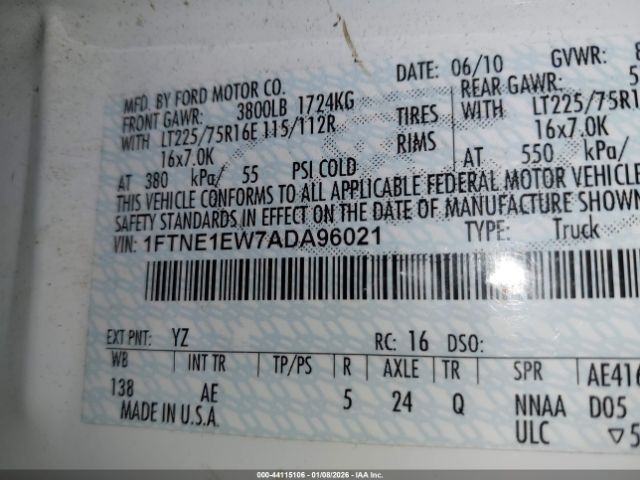 MFD. BY FORD MOTOR CO. DATE: 06/10 GVWR: 8
FRONT GAWR: 3800LB 1724KG REAR GAWR: 5
WITH LT225/75R16E 115/112R TIRES WITH LT225/75R1
16x7.0K RIMS 16x7.0K
AT 380 kPa/ 55 PSI COLD AT 550 kPa/
THIS VEHICLE CONFORMS TO ALL APPLICABLE FEDERAL MOTOR VEHICLE
SAFETY STANDARDS IN EFFECT ON THE DATE OF MANUFACTURE SHOWN
VIN: 1FTNE1EW7ADA96021 TYPE: Truck
EXT PNT: YZ RC: 16 DSO:
WB INT TR TP/PS R AXLE TR SPR AE416
138 AE 5 24 Q NNAA D05
MADE IN U.S.A. ULC ▽5
000-44115106 - 01/08/2026 - IAA Inc.